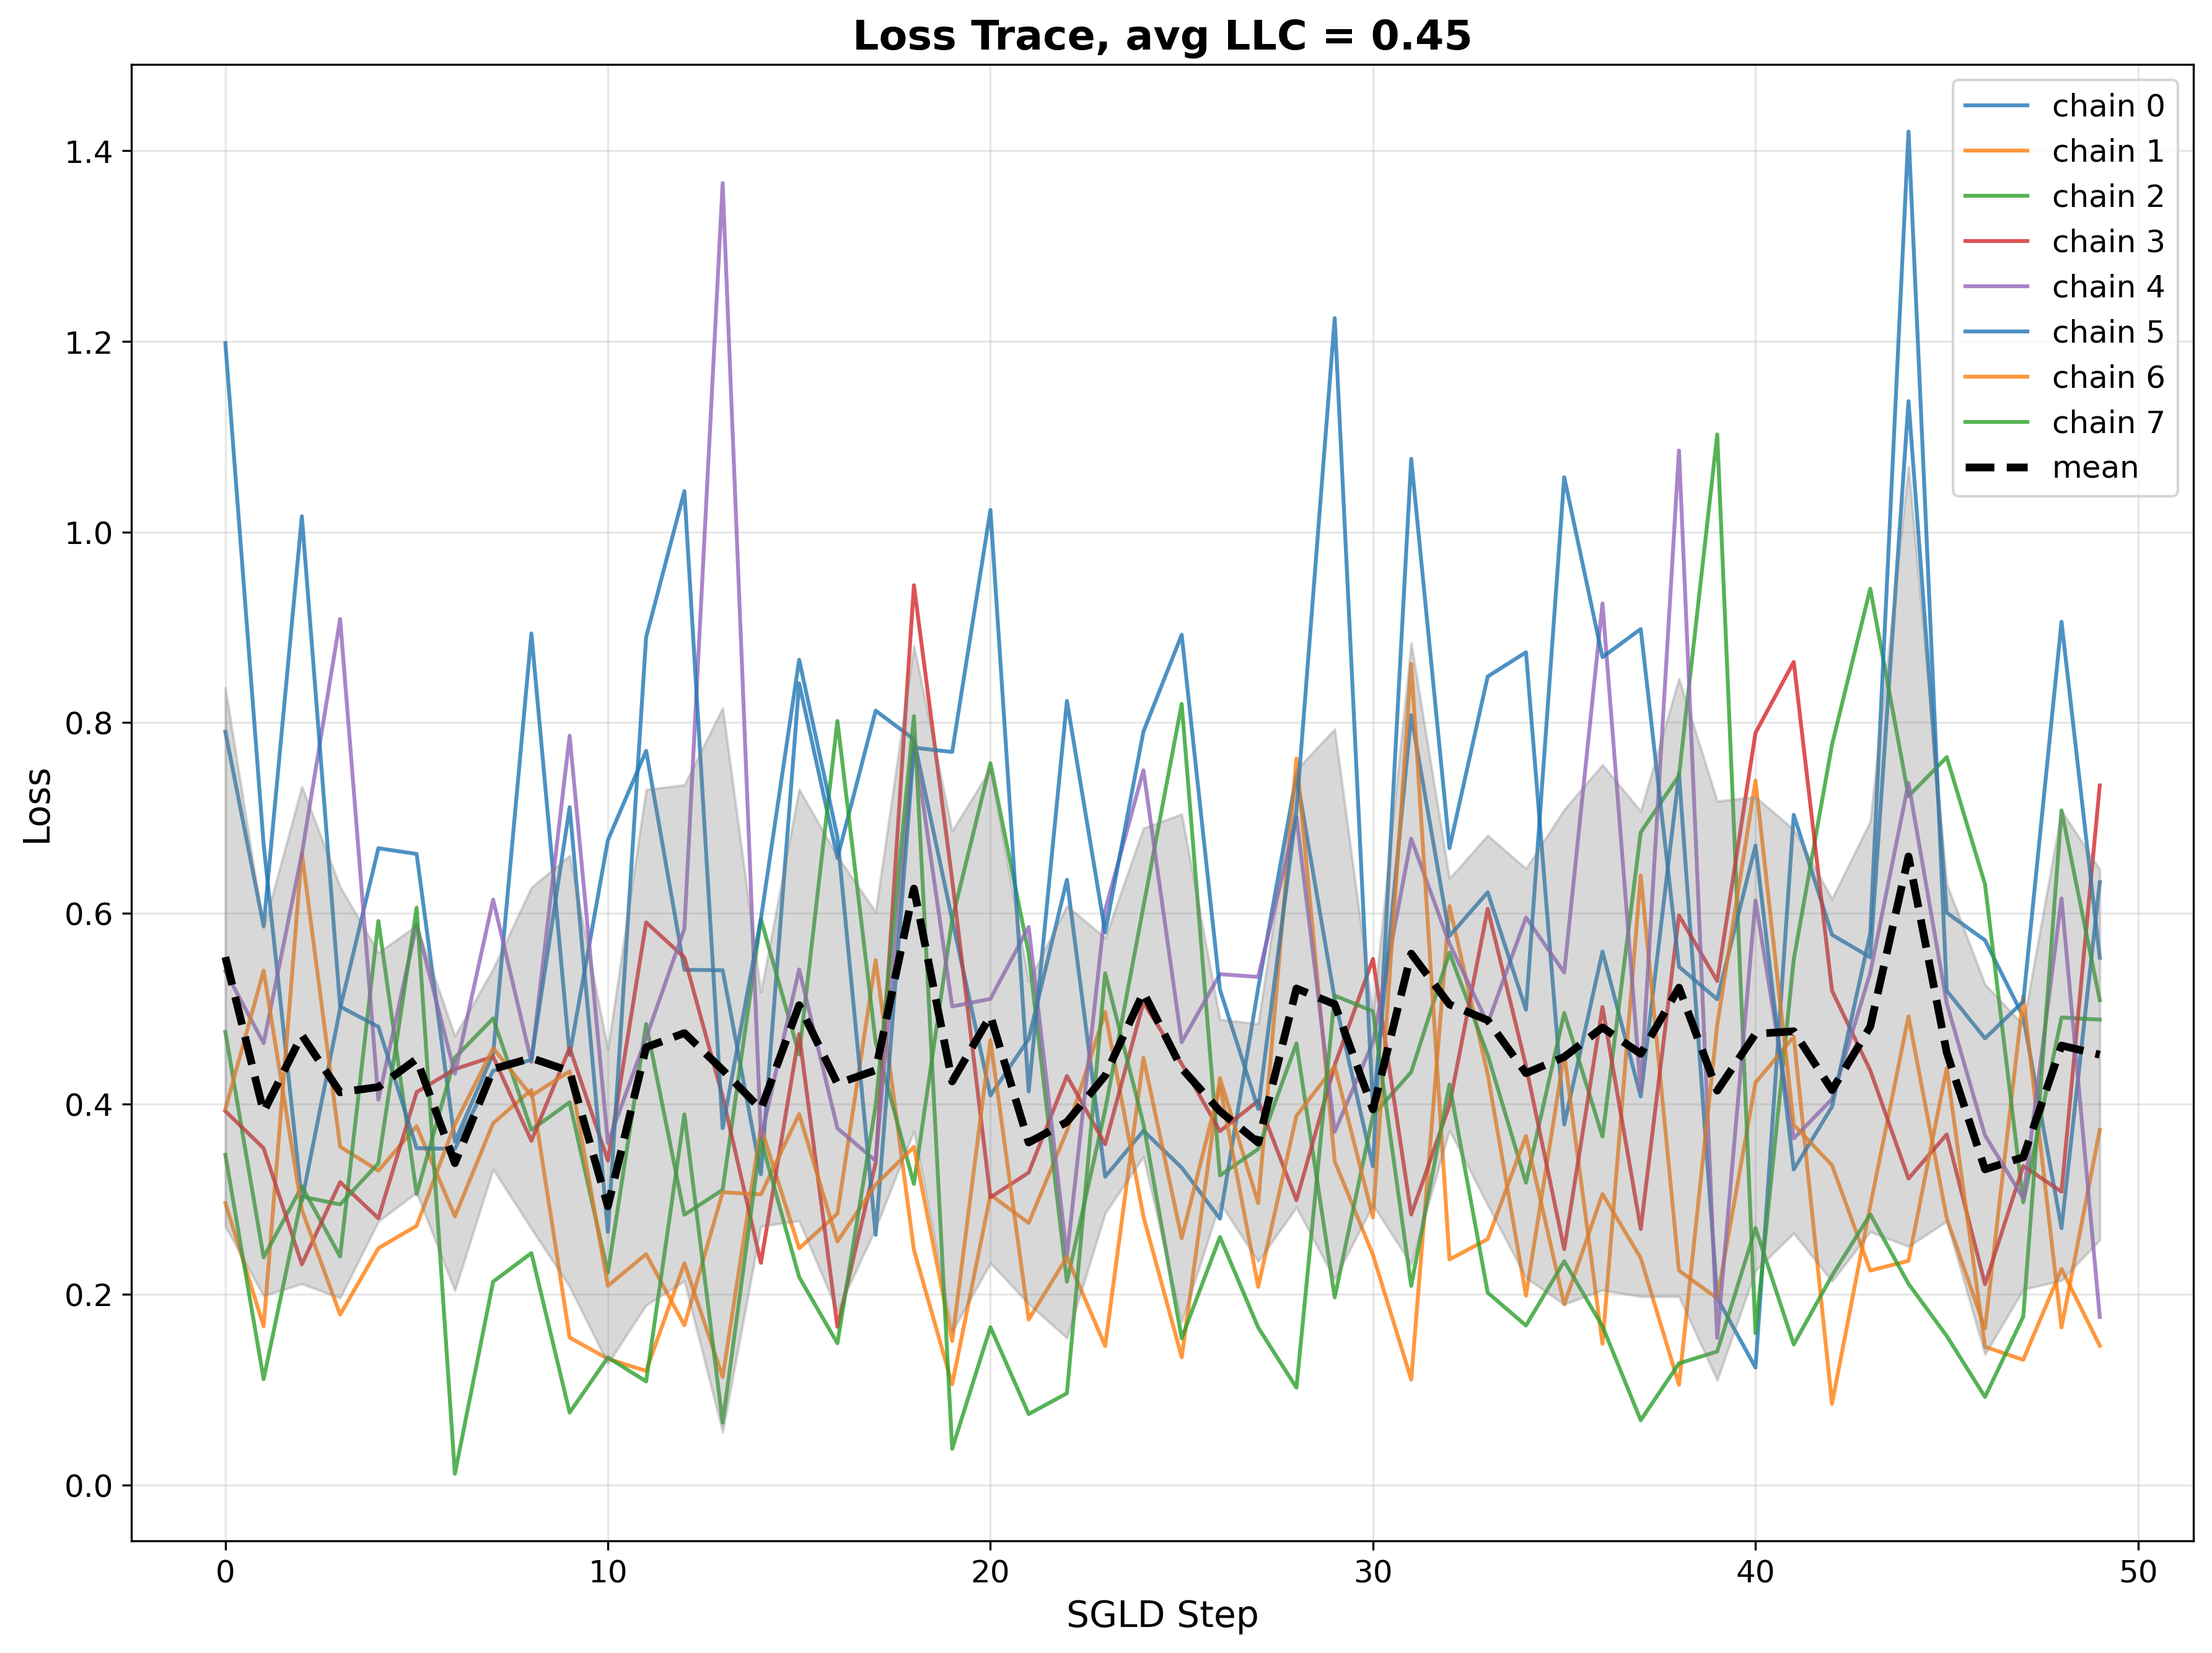 Loss Trace, avg LLC = 0.45
chain 0
chain 1
chain 2
chain 3
chain 4
chain 5
chain 6
chain 7
mean
Loss
1.4
1.2
1.0
0.8
0.6
0.4
0.2
0.0
0 10 20 30 40 50
SGLD Step